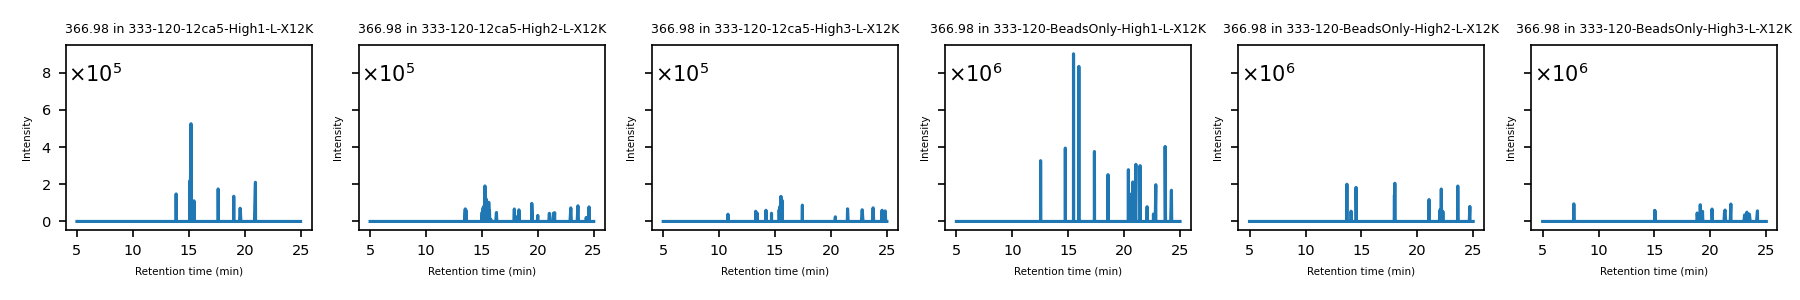 366.98 in 333-120-12ca5-High1-L-X12K
366.98 in 333-120-12ca5-High2-L-X12K
366.98 in 333-120-12ca5-High3-L-X12K
366.98 in 333-120-BeadsOnly-High1-L-X12K
366.98 in 333-120-BeadsOnly-High2-L-X12K
366.98 in 333-120-BeadsOnly-High3-L-X12K
×10⁵
×10⁵
×10⁵
×10⁶
×10⁶
×10⁶
8
6
4
2
0
Intensity
Intensity
Intensity
Intensity
Intensity
Intensity
5 10 15 20 25
5 10 15 20 25
5 10 15 20 25
5 10 15 20 25
5 10 15 20 25
5 10 15 20 25
Retention time (min)
Retention time (min)
Retention time (min)
Retention time (min)
Retention time (min)
Retention time (min)